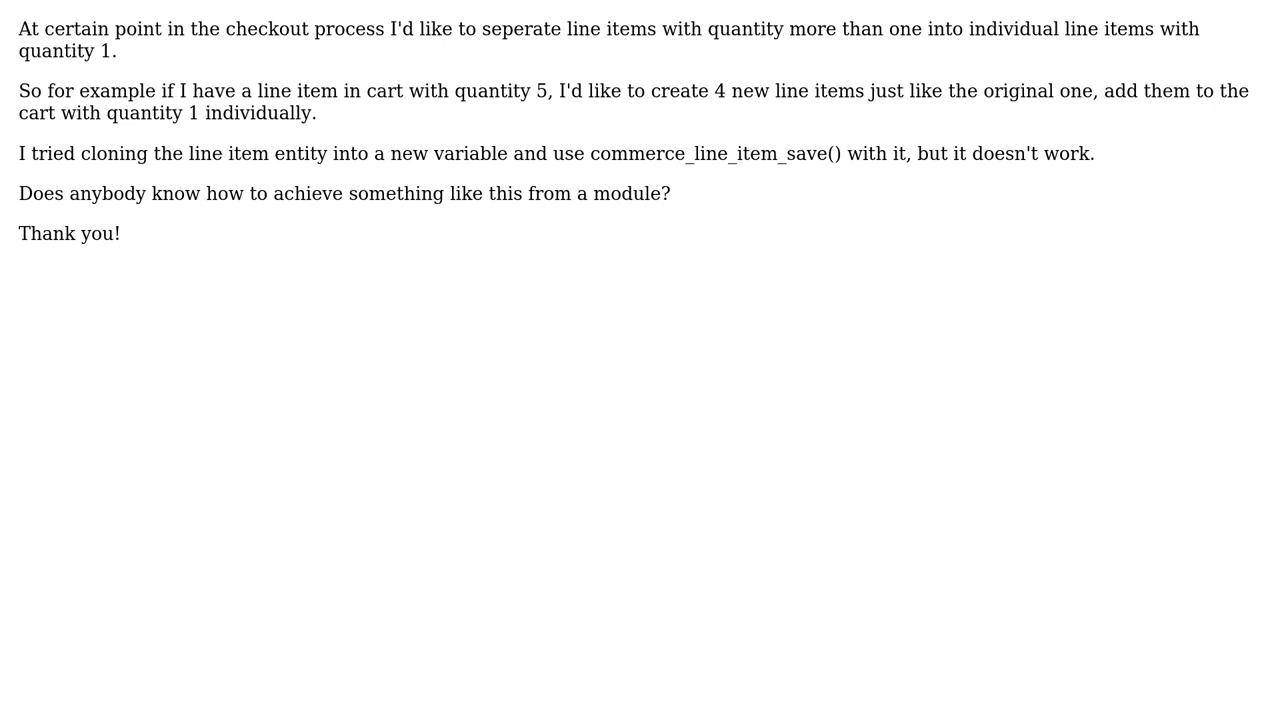 At certain point in the checkout process I'd like to seperate line items with quantity more than one into individual line items with
quantity 1.
So for example if I have a line item in cart with quantity 5, I'd like to create 4 new line items just like the original one, add them to the
cart with quantity 1 individually.
I tried cloning the line item entity into a new variable and use commerce_line_item_save() with it, but it doesn't work.
Does anybody know how to achieve something like this from a module?
Thank you!